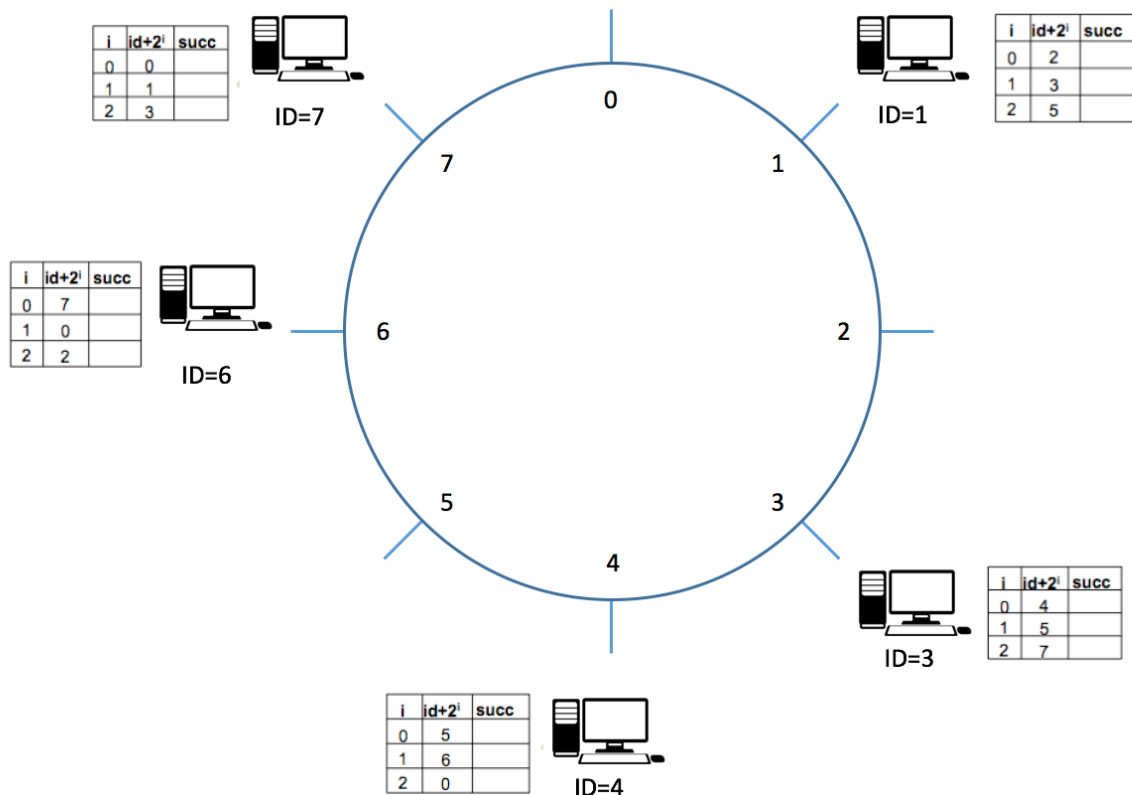 i id+2ⁱ succ
0 0
1 1
2 3
ID=7
ID=1
i id+2ⁱ succ
0 2
1 3
2 5
0
7
1
i id+2ⁱ succ
0 7
1 0
2 2
ID=6
6
2
5
3
4
ID=3
i id+2ⁱ succ
0 4
1 5
2 7
i id+2ⁱ succ
0 5
1 6
2 0
ID=4